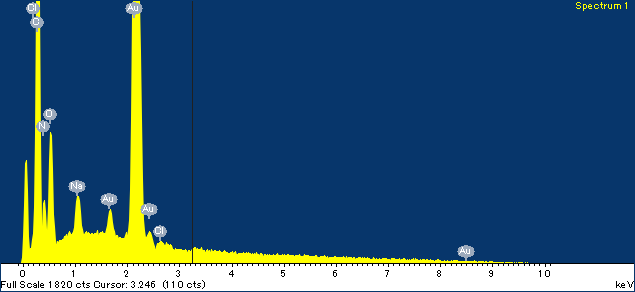 Spectrum 1
Cl
C
Au
O
N
Na
Au
Au
Cl
Au
0 1 2 3 4 5 6 7 8 9 10
Full Scale 1820 cts Cursor: 3.246 (110 cts) keV